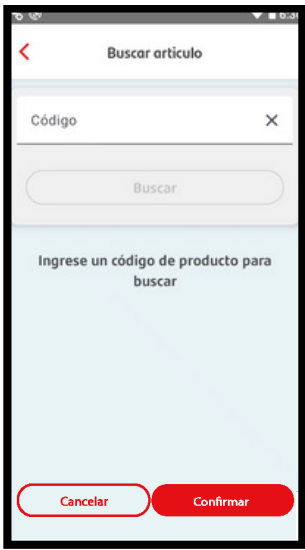 Buscar articulo
Código
Buscar
Ingrese un código de producto para
buscar
Cancelar
Confirmar